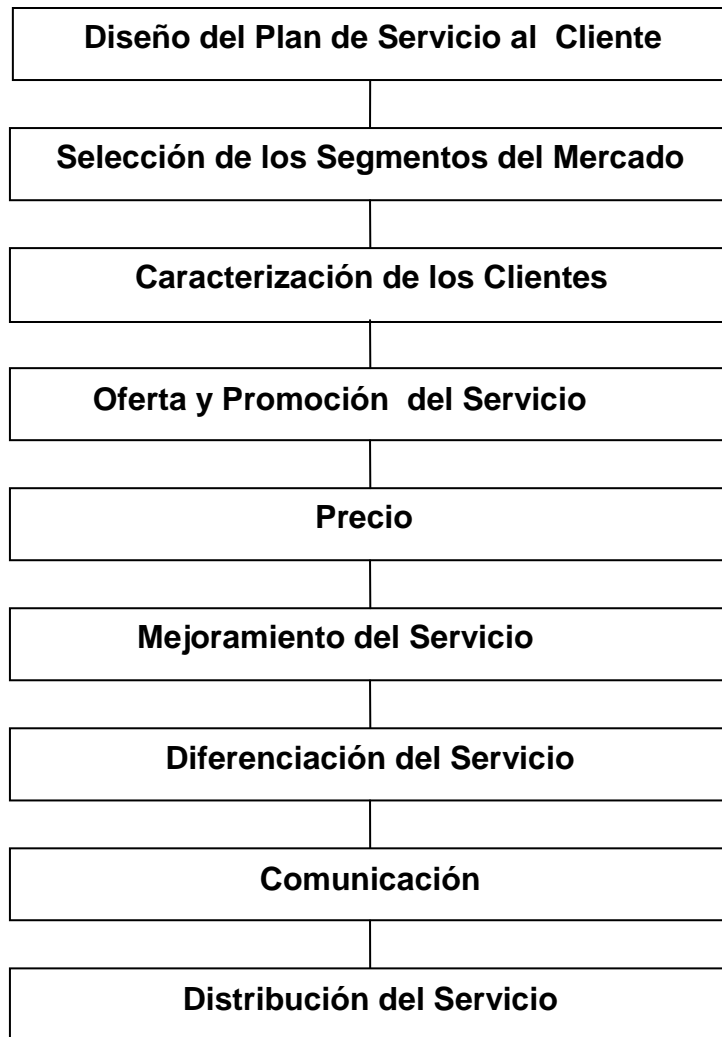 Diseño del Plan de Servicio al Cliente
Selección de los Segmentos del Mercado
Caracterización de los Clientes
Oferta y Promoción del Servicio
Precio
Mejoramiento del Servicio
Diferenciación del Servicio
Comunicación
Distribución del Servicio